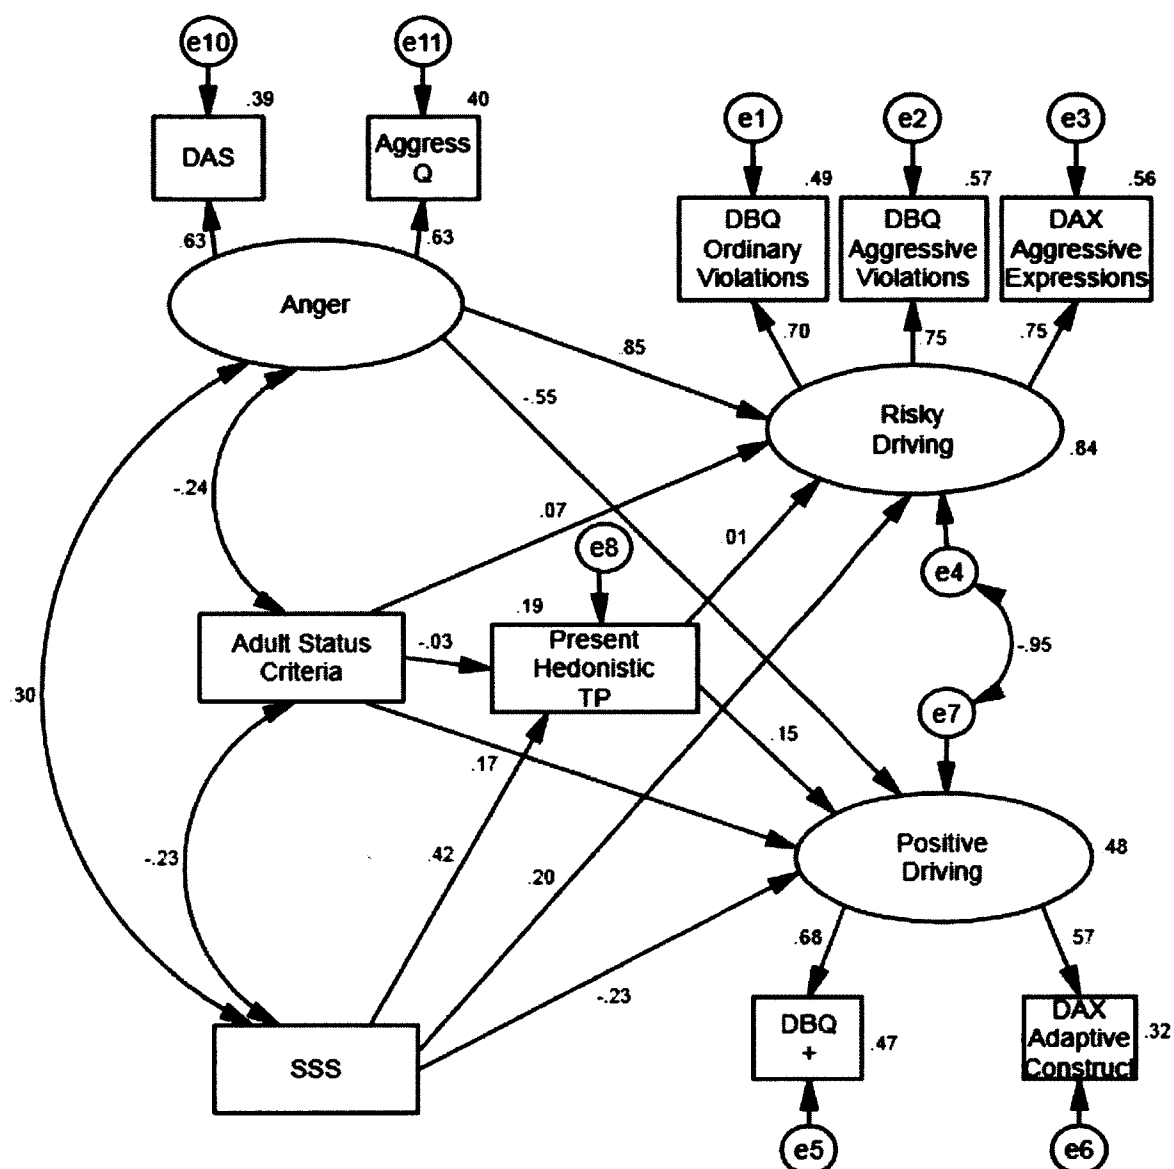 e10
e11
.39
40
DAS
Aggress
Q
e1
e2
e3
.49
.57
.56
DBQ
Ordinary
Violations
DBQ
Aggressive
Violations
DAX
Aggressive
Expressions
.63
.63
Anger
.70
.75
.75
.85
-.55
Risky
Driving
.84
-.24
.07
e8
01
e4
.19
Adult Status
Criteria
-.03
Present
Hedonistic
TP
-.95
.30
e7
.15
.17
Positive
Driving
48
-.23
.42
.20
.68
57
-.23
SSS
DBQ
+
.47
DAX
Adaptive
Construct
.32
e5
e6